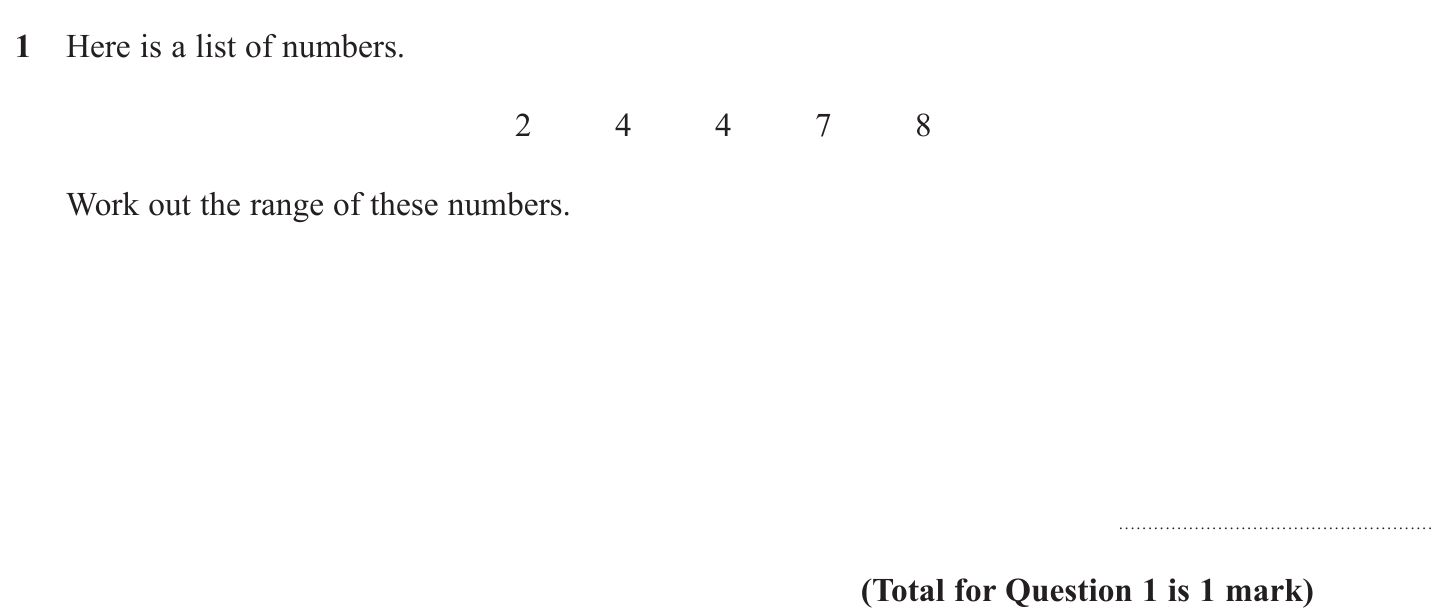 1 Here is a list of numbers.
2 4 4 7 8
Work out the range of these numbers.
(Total for Question 1 is 1 mark)